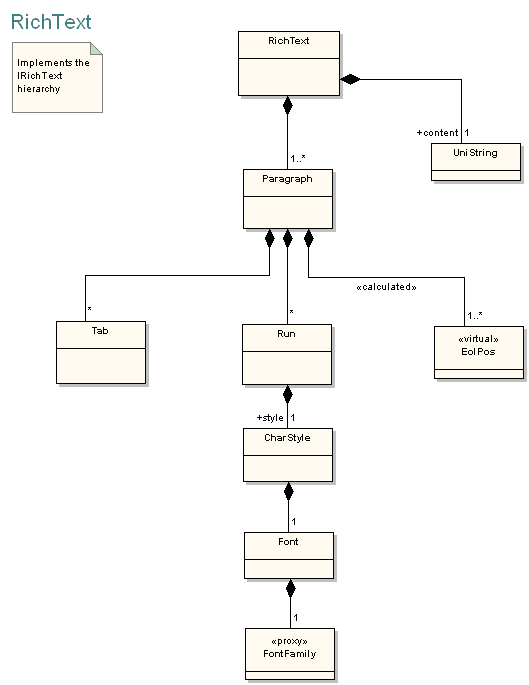 RichText
Implements the
IRichText
hierarchy
RichText
+content 1
UniString
1..*
Paragraph
«calculated»
*
*
1..*
Tab
Run
«virtual»
EolPos
+style 1
CharStyle
1
Font
1
«proxy»
FontFamily